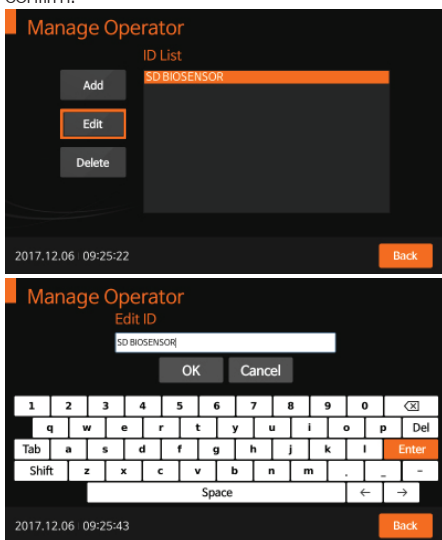 confirm.
Manage Operator
ID List
SD BIOSENSOR
Add
Edit
Delete
2017.12.06 09:25:22
Back
Manage Operator
Edit ID
SD BIOSENSOR
OK Cancel
1 2 3 4 5 6 7 8 9 0
q w e r t y u i o p Del
Tab a s d f g h j k l Enter
Shift z x c v b n m . _ -
Space ← →
2017.12.06 09:25:43
Back